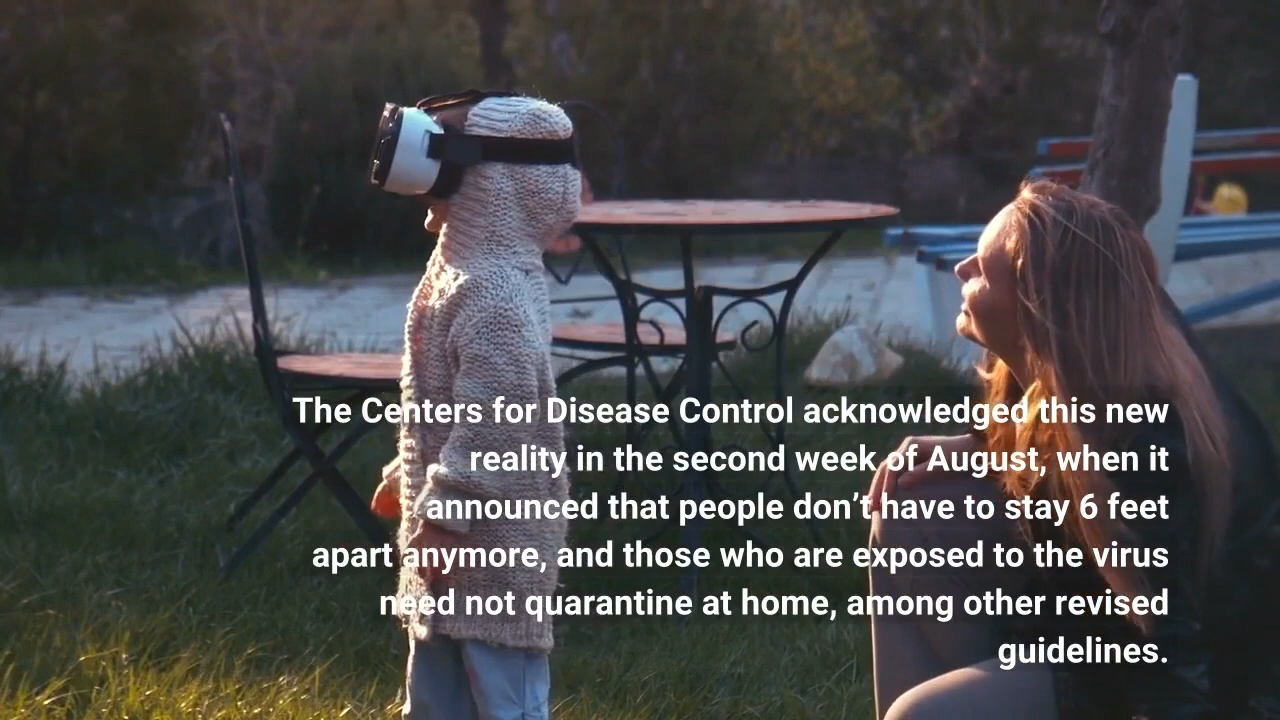 The Centers for Disease Control acknowledged this new
reality in the second week of August, when it
announced that people don’t have to stay 6 feet
apart anymore, and those who are exposed to the virus
need not quarantine at home, among other revised
guidelines.